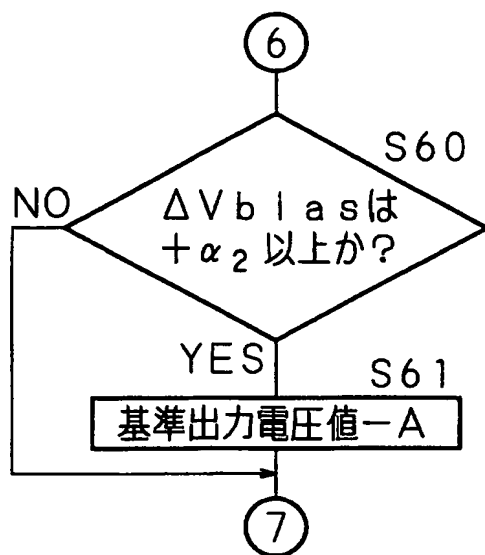 6
S60
NO
ΔVbiasは
+α2以上か?
YES
S61
基準出力電圧値-A
7